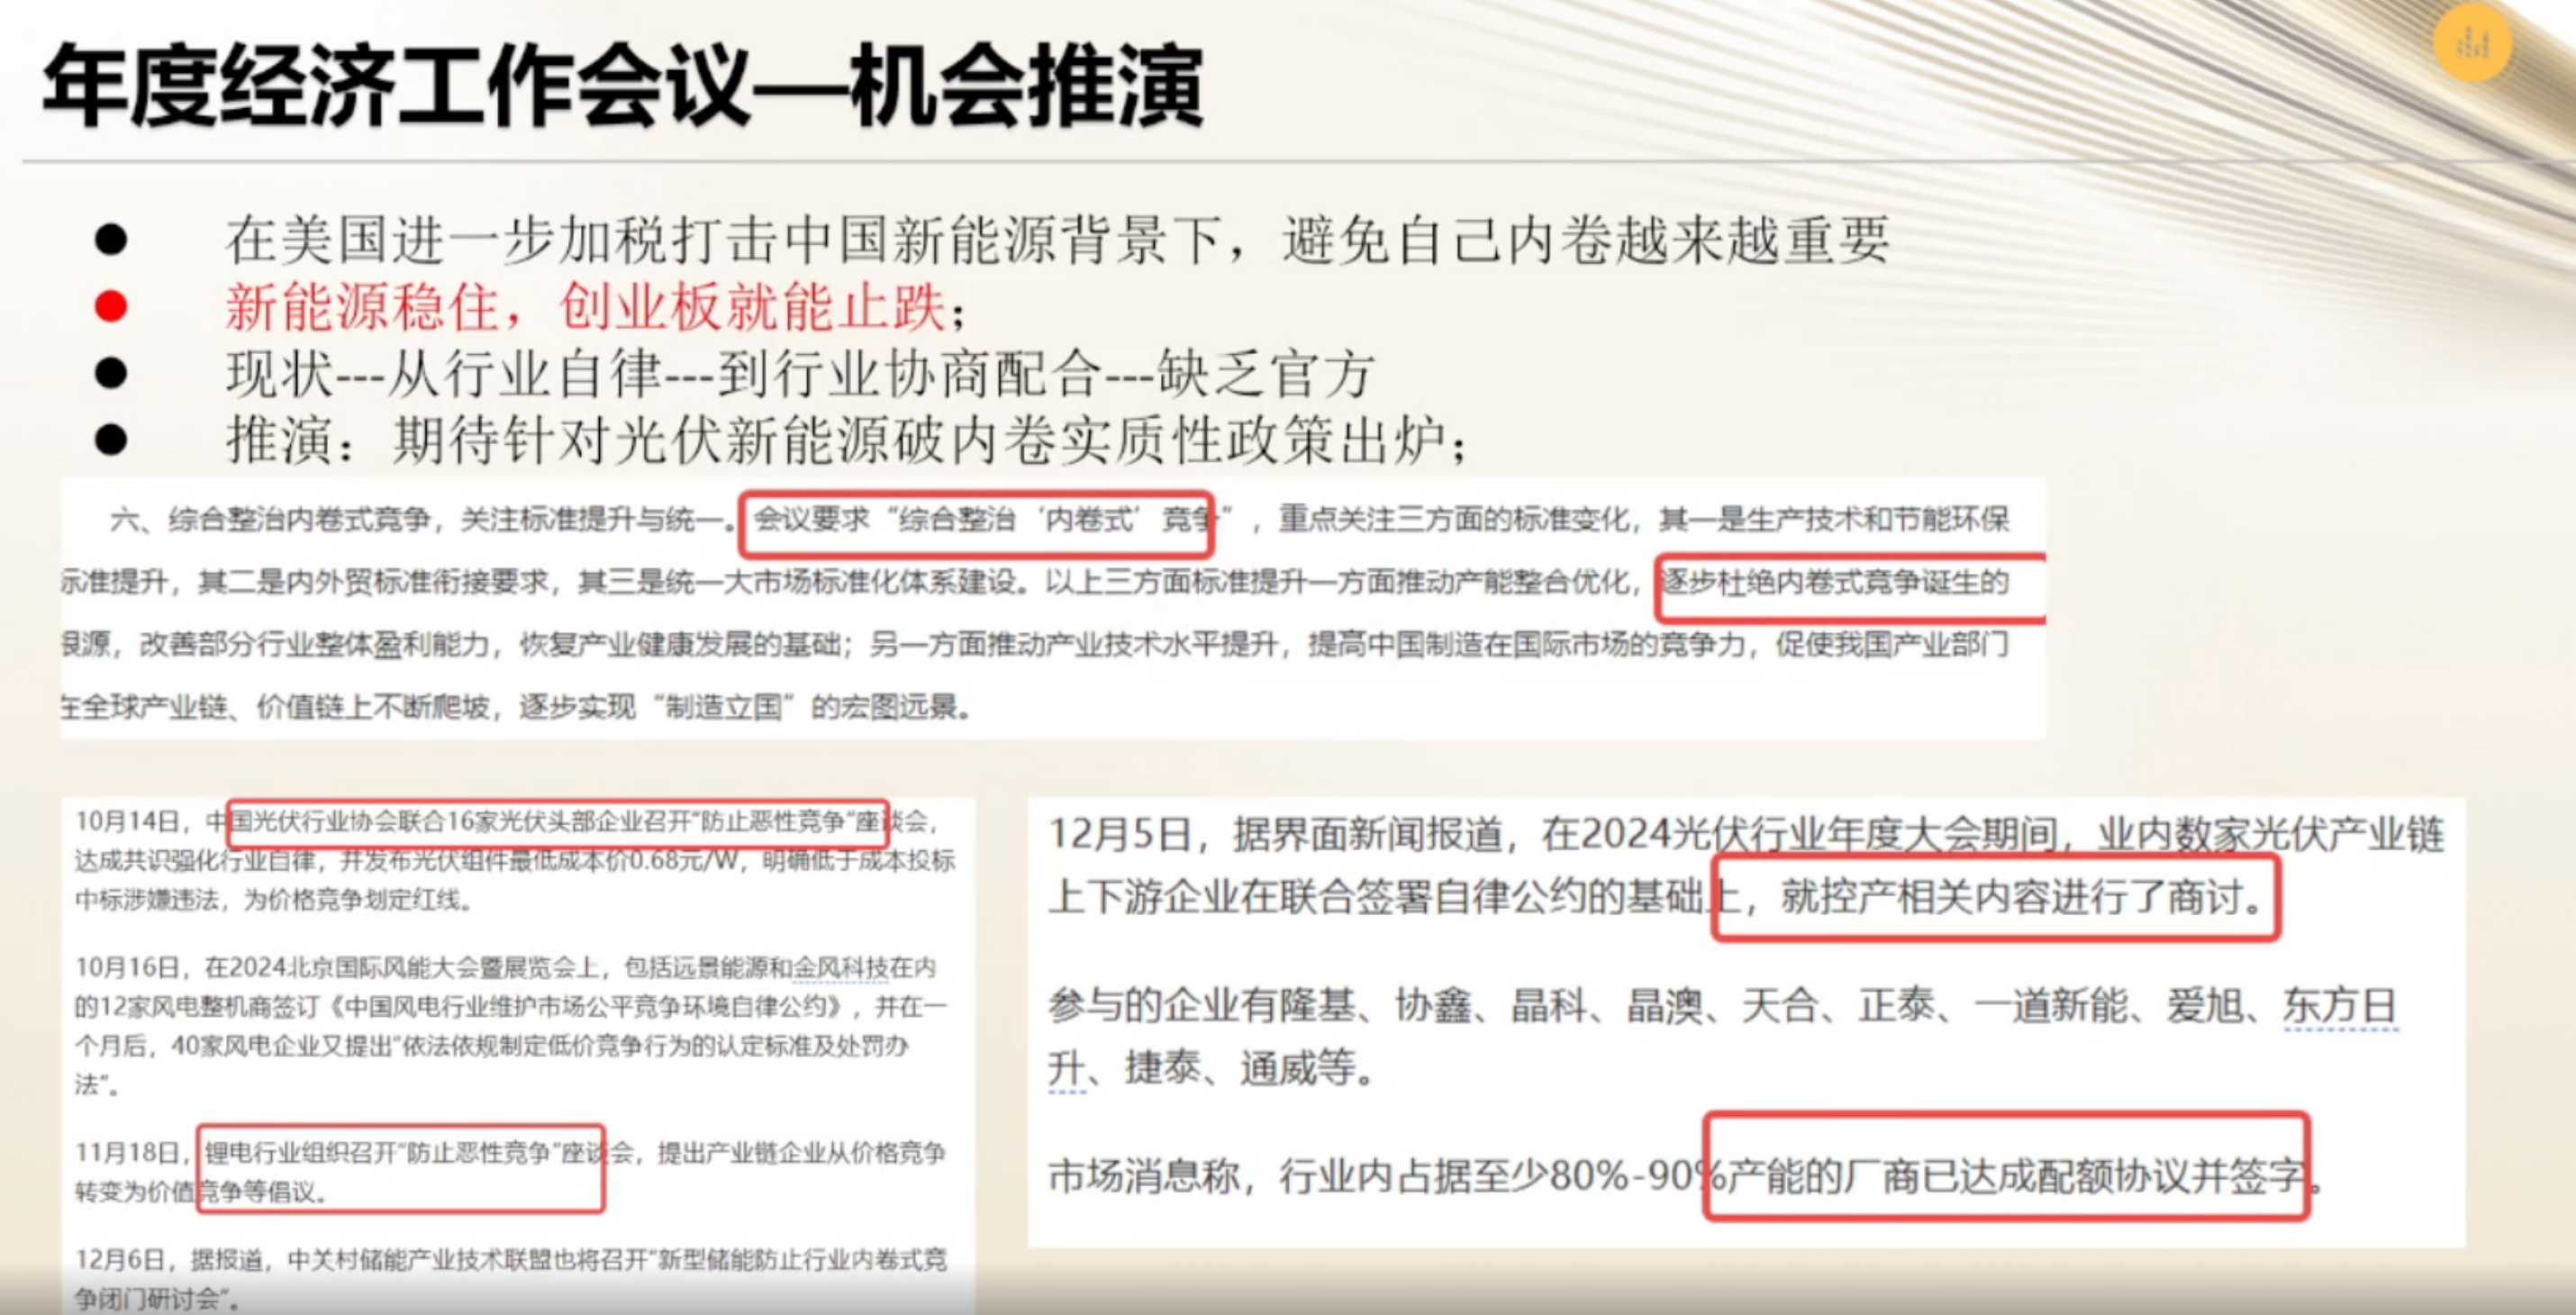 年度经济工作会议—机会推演
在美国进一步加税打击中国新能源背景下，避免自己内卷越来越重要
新能源稳住，创业板就能止跌；
现状---从行业自律---到行业协商配合---缺乏官方
推演：期待针对光伏新能源破内卷实质性政策出炉；
六、综合整治内卷式竞争，关注标准提升与统一。会议要求“综合整治‘内卷式’竞争”，重点关注三方面的标准变化，其一是生产技术和节能环保
标准提升，其二是内外贸标准衔接要求，其三是统一大市场标准化体系建设。以上三方面标准提升一方面推动产能整合优化，逐步杜绝内卷式竞争诞生的
根源，改善部分行业整体盈利能力，恢复产业健康发展的基础；另一方面推动产业技术水平提升，提高中国制造在国际市场的竞争力，促使我国产业部门
在全球产业链、价值链上不断爬坡，逐步实现“制造立国”的宏图远景。
10月14日，中国光伏行业协会联合16家光伏头部企业召开“防止恶性竞争”座谈会，
达成共识强化行业自律，并发布光伏组件最低成本价0.68元/W，明确低于成本投标
中标涉嫌违法，为价格竞争划定红线。
10月16日，在2024北京国际风能大会暨展览会上，包括远景能源和金风科技在内
的12家风电整机商签订《中国风电行业维护市场公平竞争环境自律公约》，并在一
个月后，40家风电企业又提出“依法依规制定低价竞争行为的认定标准及处罚办
法”。
11月18日，锂电行业组织召开“防止恶性竞争”座谈会，提出产业链企业从价格竞争
转变为价值竞争等倡议。
12月6日，据报道，中关村储能产业技术联盟也将召开“新型储能防止行业内卷式竞
争闭门研讨会”。
12月5日，据界面新闻报道，在2024光伏行业年度大会期间，业内数家光伏产业链
上下游企业在联合签署自律公约的基础上，就控产相关内容进行了商讨。
参与的企业有隆基、协鑫、晶科、晶澳、天合、正泰、一道新能、爱旭、东方日
升、捷泰、通威等。
市场消息称，行业内占据至少80%-90%产能的厂商已达成配额协议并签字。